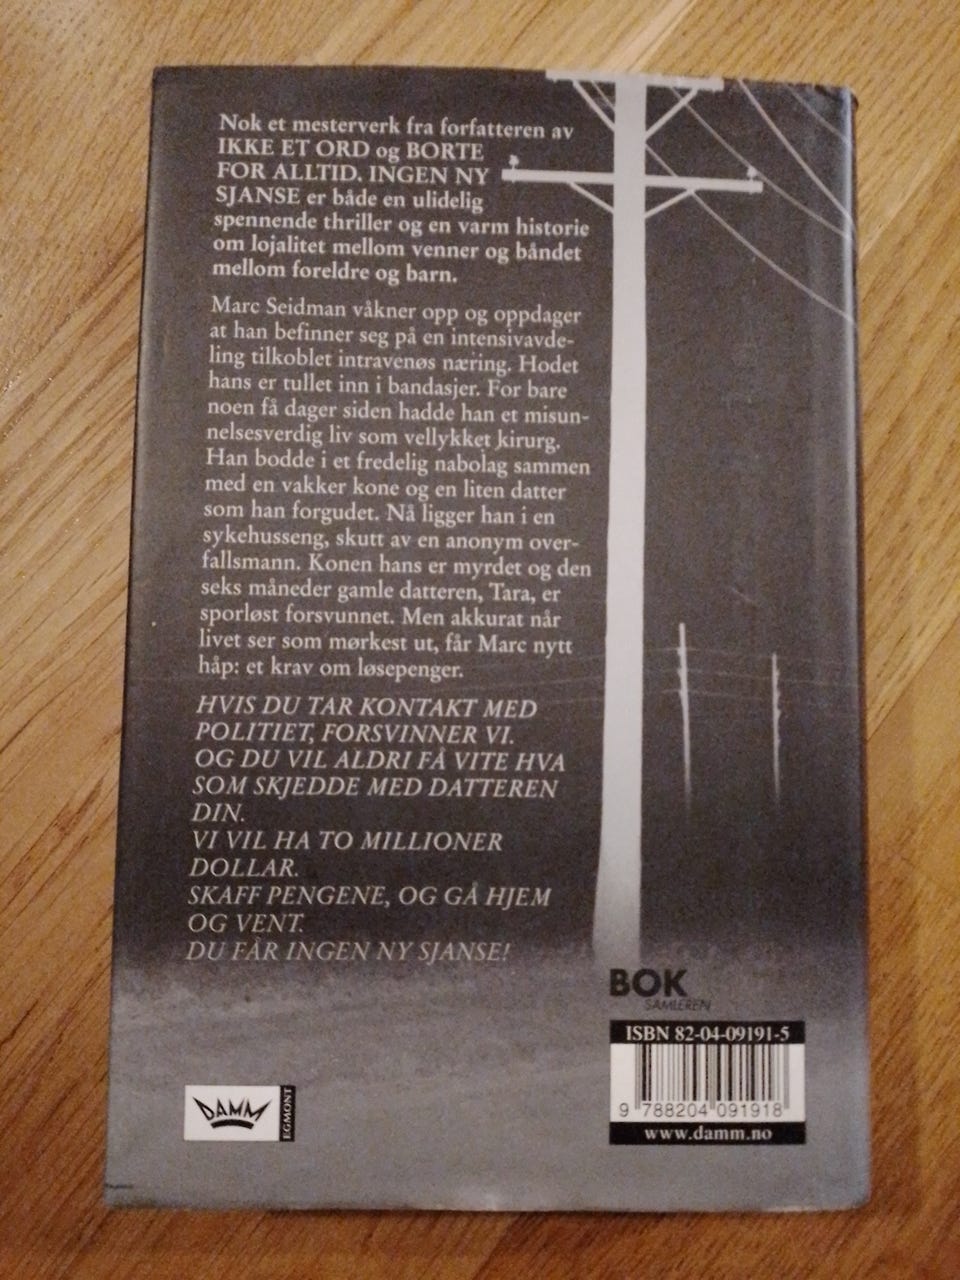 Nok et mesterverk fra forfatteren av
IKKE ET ORD og BORTE
FOR ALLTID. INGEN NY
SJANSE er både en ulidelig
spennende thriller og en varm historie
om lojalitet mellom venner og båndet
mellom foreldre og barn.
Marc Seidman våkner opp og oppdager
at han befinner seg på en intensivavde-
ling tilkoblet intravenøs næring. Hodet
hans er tullet inn i bandasjer. For bare
noen få dager siden hadde han et misun-
nelsesverdig liv som vellykket kirurg.
Han bodde i et fredelig nabolag sammen
med en vakker kone og en liten datter
som han forgudet. Nå ligger han i en
sykehusseng, skutt av en anonym over-
fallsmann. Konen hans er myrdet og den
seks måneder gamle datteren, Tara, er
sporløst forsvunnet. Men akkurat når
livet ser som mørkest ut, får Marc nytt
håp: et krav om løsepenger.
HVIS DU TAR KONTAKT MED
POLITIET, FORSVINNER VI.
OG DU VIL ALDRI FÅ VITE HVA
SOM SKJEDDE MED DATTEREN
DIN.
VI VIL HA TO MILLIONER
DOLLAR.
SKAFF PENGENE, OG GÅ HJEM
OG VENT.
DU FÅR INGEN NY SJANSE!
BOK
SAMLEREN
ISBN 82-04-09191-5
9 788204 091918
www.damm.no
DAMM
EGMONT